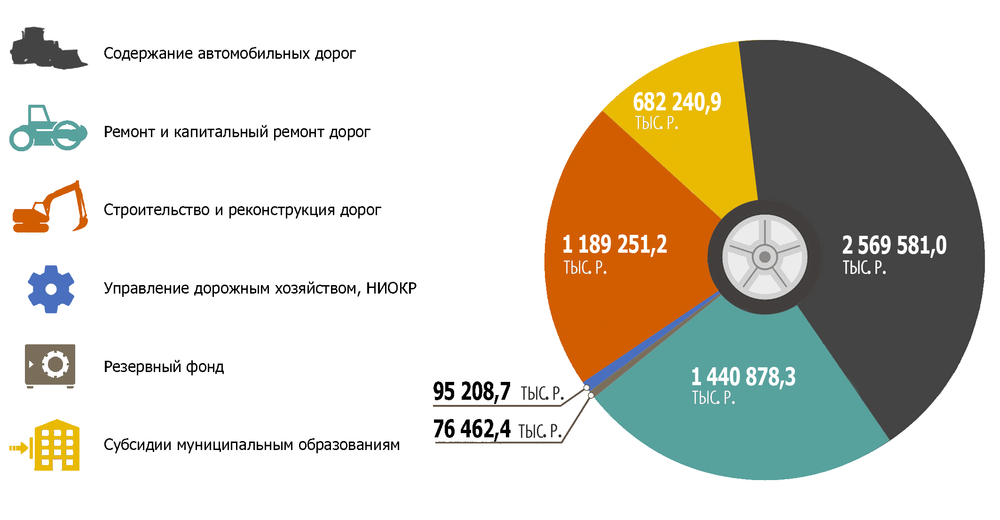 Содержание автомобильных дорог
Ремонт и капитальный ремонт дорог
Строительство и реконструкция дорог
Управление дорожным хозяйством, НИОКР
Резервный фонд
Субсидии муниципальным образованиям
682 240,9
ТЫС. Р.
1 189 251,2
ТЫС. Р.
2 569 581,0
ТЫС. Р.
1 440 878,3
ТЫС. Р.
95 208,7 ТЫС. Р.
76 462,4 ТЫС. Р.